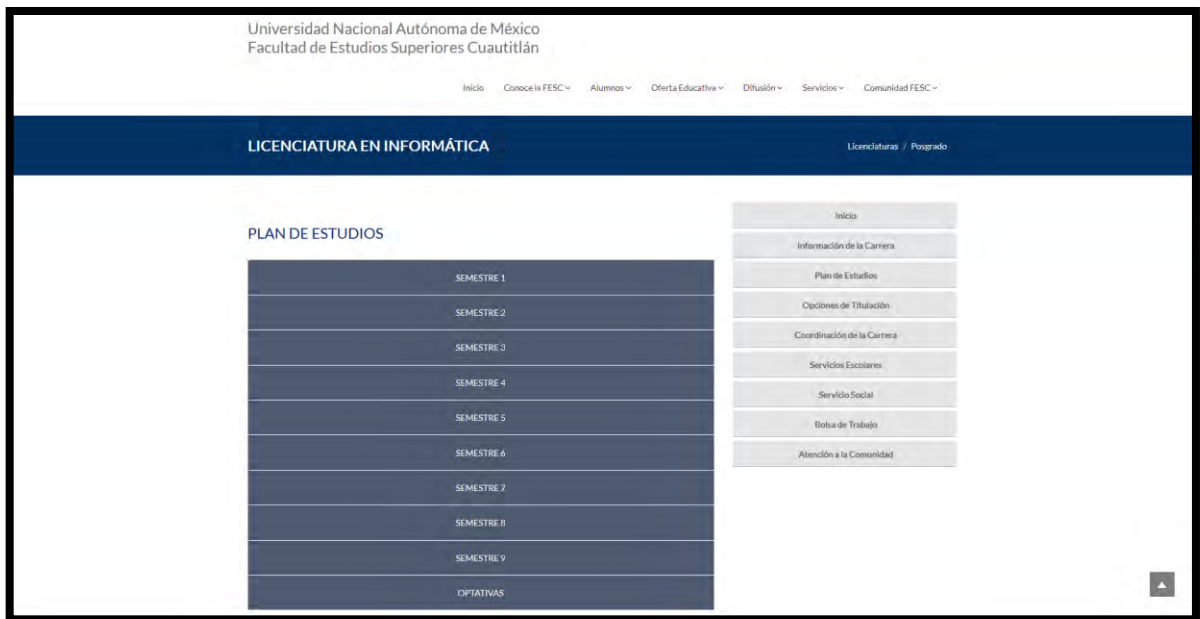 Universidad Nacional Autónoma de México
Facultad de Estudios Superiores Cuautitlán
Inicio Conoce la FESC Alumnos Oferta Educativa Difusión Servicios Comunidad FESC
LICENCIATURA EN INFORMÁTICA
Licenciaturas / Posgrado
PLAN DE ESTUDIOS
SEMESTRE 1
SEMESTRE 2
SEMESTRE 3
SEMESTRE 4
SEMESTRE 5
SEMESTRE 6
SEMESTRE 7
SEMESTRE 8
SEMESTRE 9
OPTATIVAS
Inicio
Información de la Carrera
Plan de Estudios
Opciones de Titulación
Coordinación de la Carrera
Servicios Escolares
Servicio Social
Bolsa de Trabajo
Atención a la Comunidad